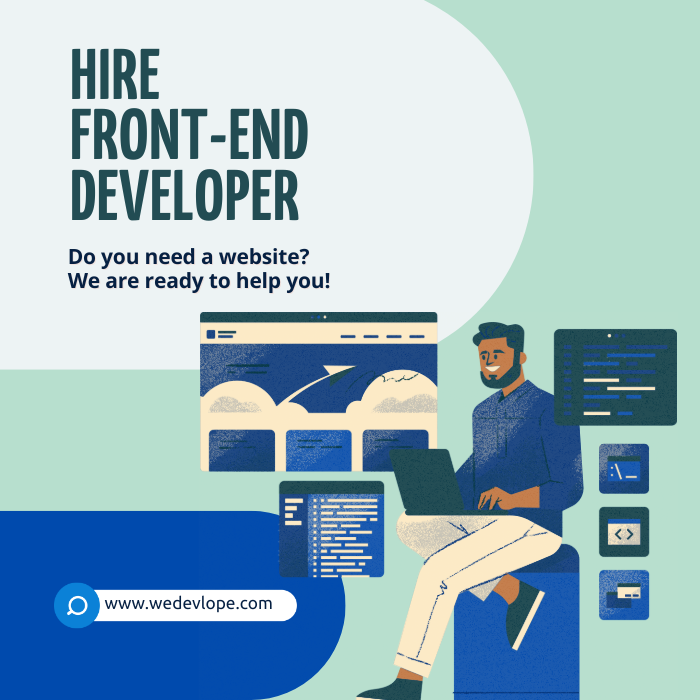 HIRE
FRONT-END
DEVELOPER
Do you need a website?
We are ready to help you!
www.wedevlope.com